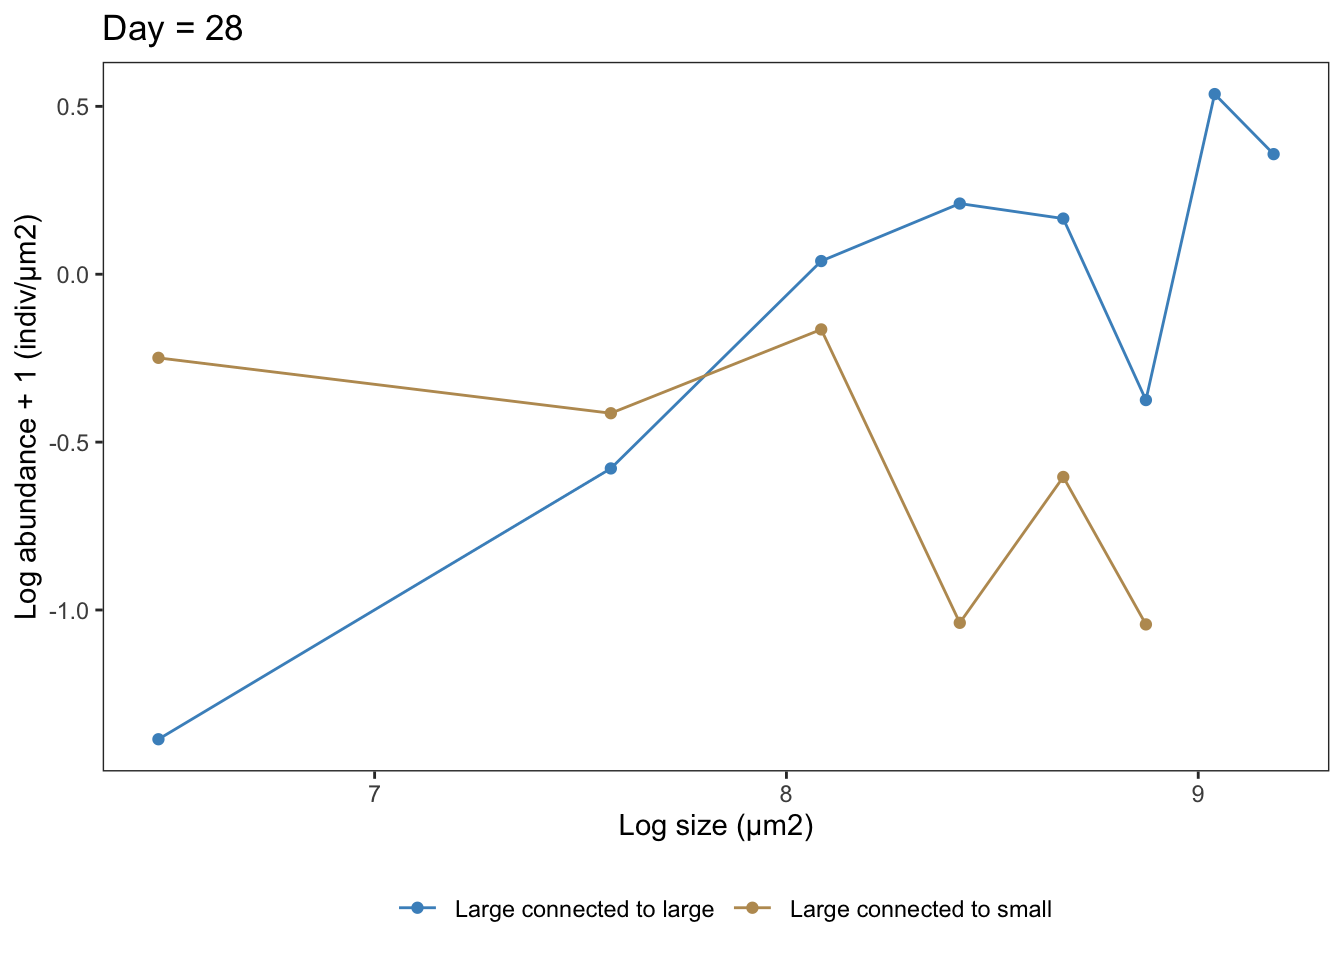 Day = 28
Log abundance + 1 (indiv/µm2)
0.5
0.0
-0.5
-1.0
7 8 9
Log size (µm2)
Large connected to large Large connected to small